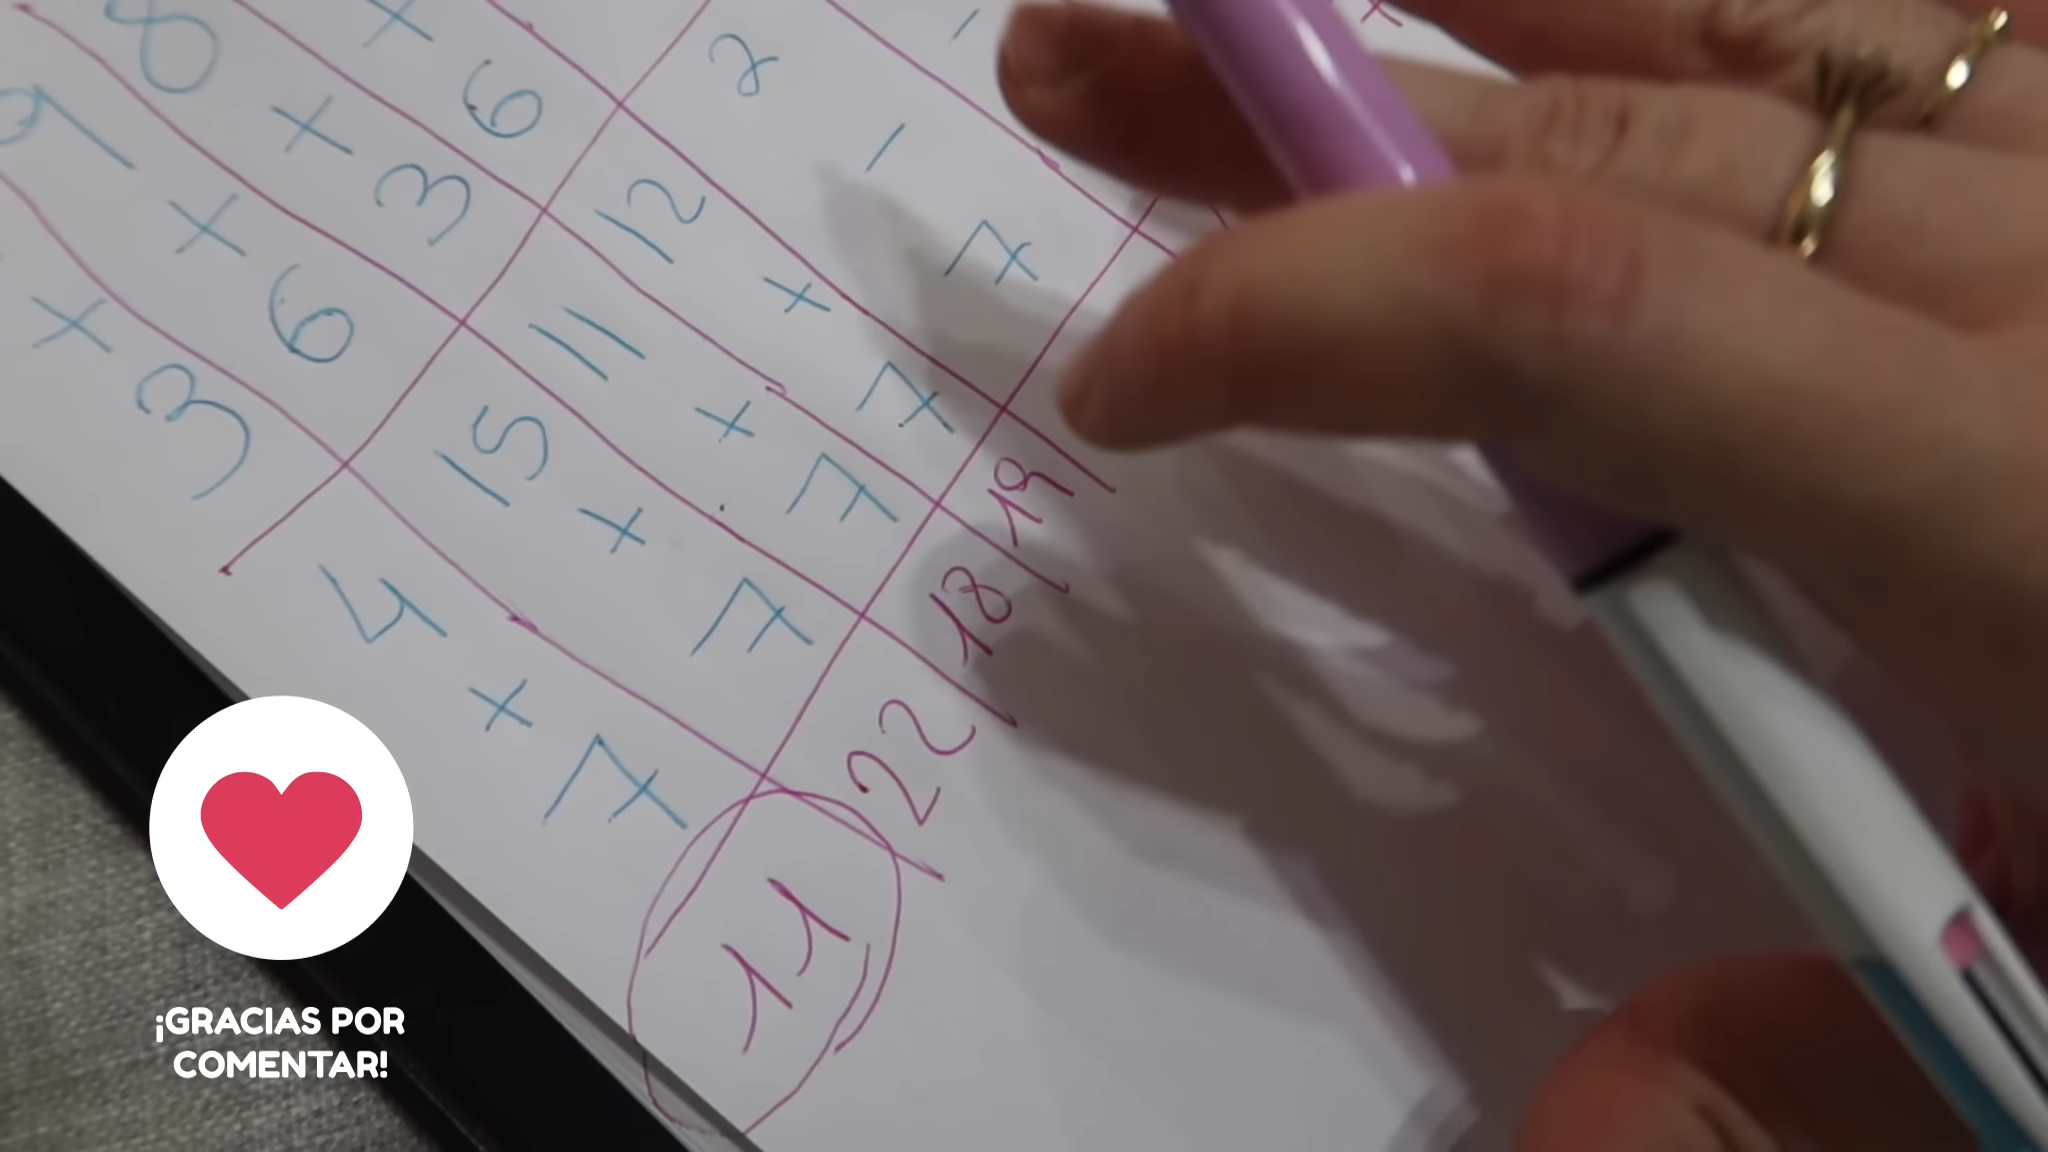 -
2 - 7
+ 6 12 + 7 19
8 + 3 11 + 7 18
9 + 6 15 + 7 22
+ 3 4 + 7 11
¡GRACIAS POR
COMENTAR!